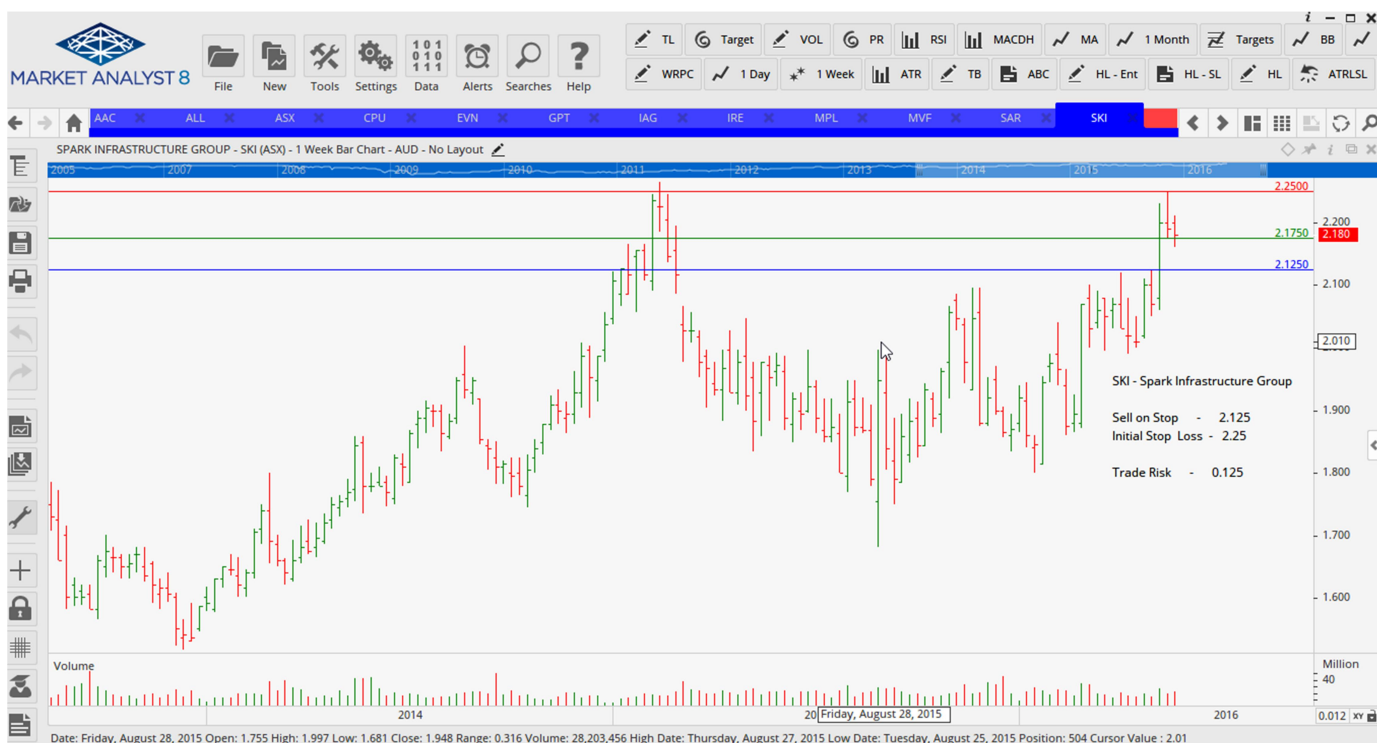 TL Target VOL PR RSI MACDH MA 1 Month Targets BB
MARKET ANALYST 8
File New Tools Settings Data Alerts Searches Help
101
010
111
WRPC 1 Day 1 Week ATR TB ABC HL - Ent HL - SL HL ATRLSL
AAC ALL ASX CPU EVN GPT IAG IRE MPL MVF SAR SKI
SPARK INFRASTRUCTURE GROUP - SKI (ASX) - 1 Week Bar Chart - AUD - No Layout
2005 2007 2008 2009 2010 2011 2012 2013 2014 2015 2016
2.2500
2.200
2.1750 2.180
2.1250
2.100
2.010
SKI - Spark Infrastructure Group
1.900
Sell on Stop - 2.125
Initial Stop Loss - 2.25
Trade Risk - 0.125
1.800
1.700
1.600
Volume
Million
40
2014 20 Friday, August 28, 2015 2016 0.012 XY
Date: Friday, August 28, 2015 Open: 1.755 High: 1.997 Low: 1.681 Close: 1.948 Range: 0.316 Volume: 28,203,456 High Date: Thursday, August 27, 2015 Low Date: Tuesday, August 25, 2015 Position: 504 Cursor Value : 2.01